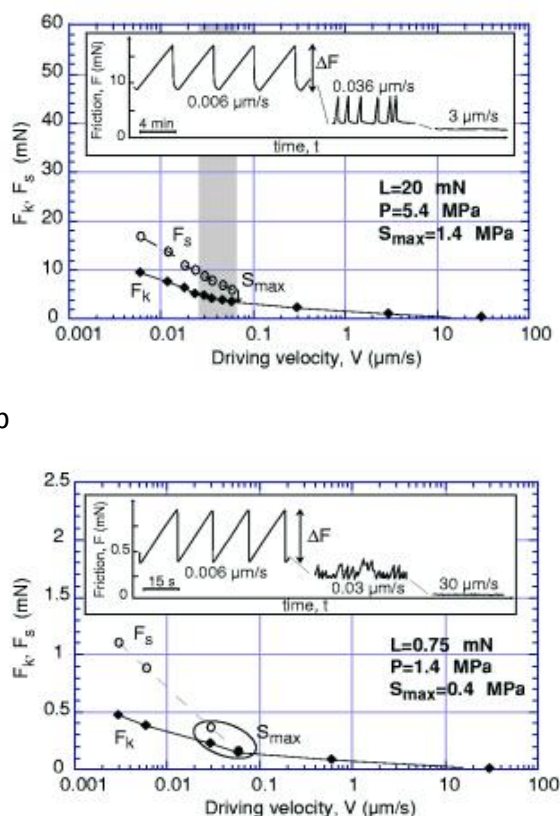 60
50
40
30
20
10
0
F_k, F_s (mN)
Friction, F (mN)
10
0
ΔF
0.006 µm/s
0.036 µm/s
3 µm/s
4 min
time, t
L=20 mN
P=5.4 MPa
S_max=1.4 MPa
F_s
F_k
S_max
0.001 0.01 0.1 1 10 100
Driving velocity, V (µm/s)
b
2.5
2
1.5
1
0.5
0
F_k, F_s (mN)
Friction, F (mN)
0.5
0
ΔF
0.006 µm/s
0.03 µm/s
30 µm/s
15 s
time, t
L=0.75 mN
P=1.4 MPa
S_max=0.4 MPa
F_s
F_k
S_max
0.001 0.01 0.1 1 10 100
Driving velocity, V (µm/s)